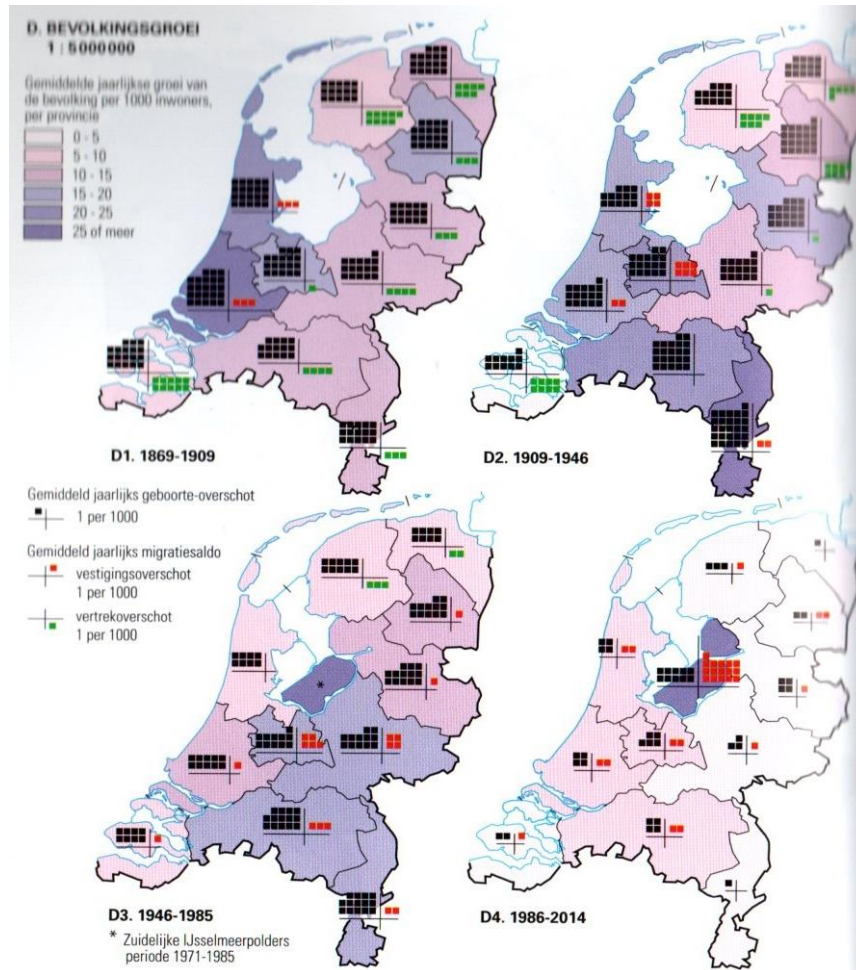 D. BEVOLKINGSGROEI
1 : 5000000
Gemiddelde jaarlijkse groei van
de bevolking per 1000 inwoners,
per provincie
0 - 5
5 - 10
10 - 15
15 - 20
20 - 25
25 of meer
D1. 1869-1909
D2. 1909-1946
Gemiddeld jaarlijks geboorte-overschot
1 per 1000
Gemiddeld jaarlijks migratiesaldo
vestigingsoverschot
1 per 1000
vertrekoverschot
1 per 1000
*
D3. 1946-1985
* Zuidelijke IJsselmeerpolders
periode 1971-1985
D4. 1986-2014